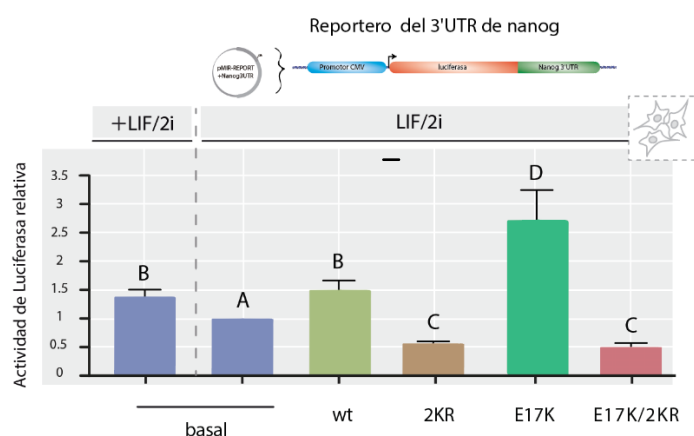 Reportero del 3'UTR de nanog
pMIR-REPORT
+Nanog3'UTR
Promotor CMV luciferasa Nanog 3'UTR
+LIF/2i LIF/2i
Actividad de Luciferasa relativa
3.5
3
2.5
2
1.5
1
0.5
0
B A B C D C
basal wt 2KR E17K E17K/2KR